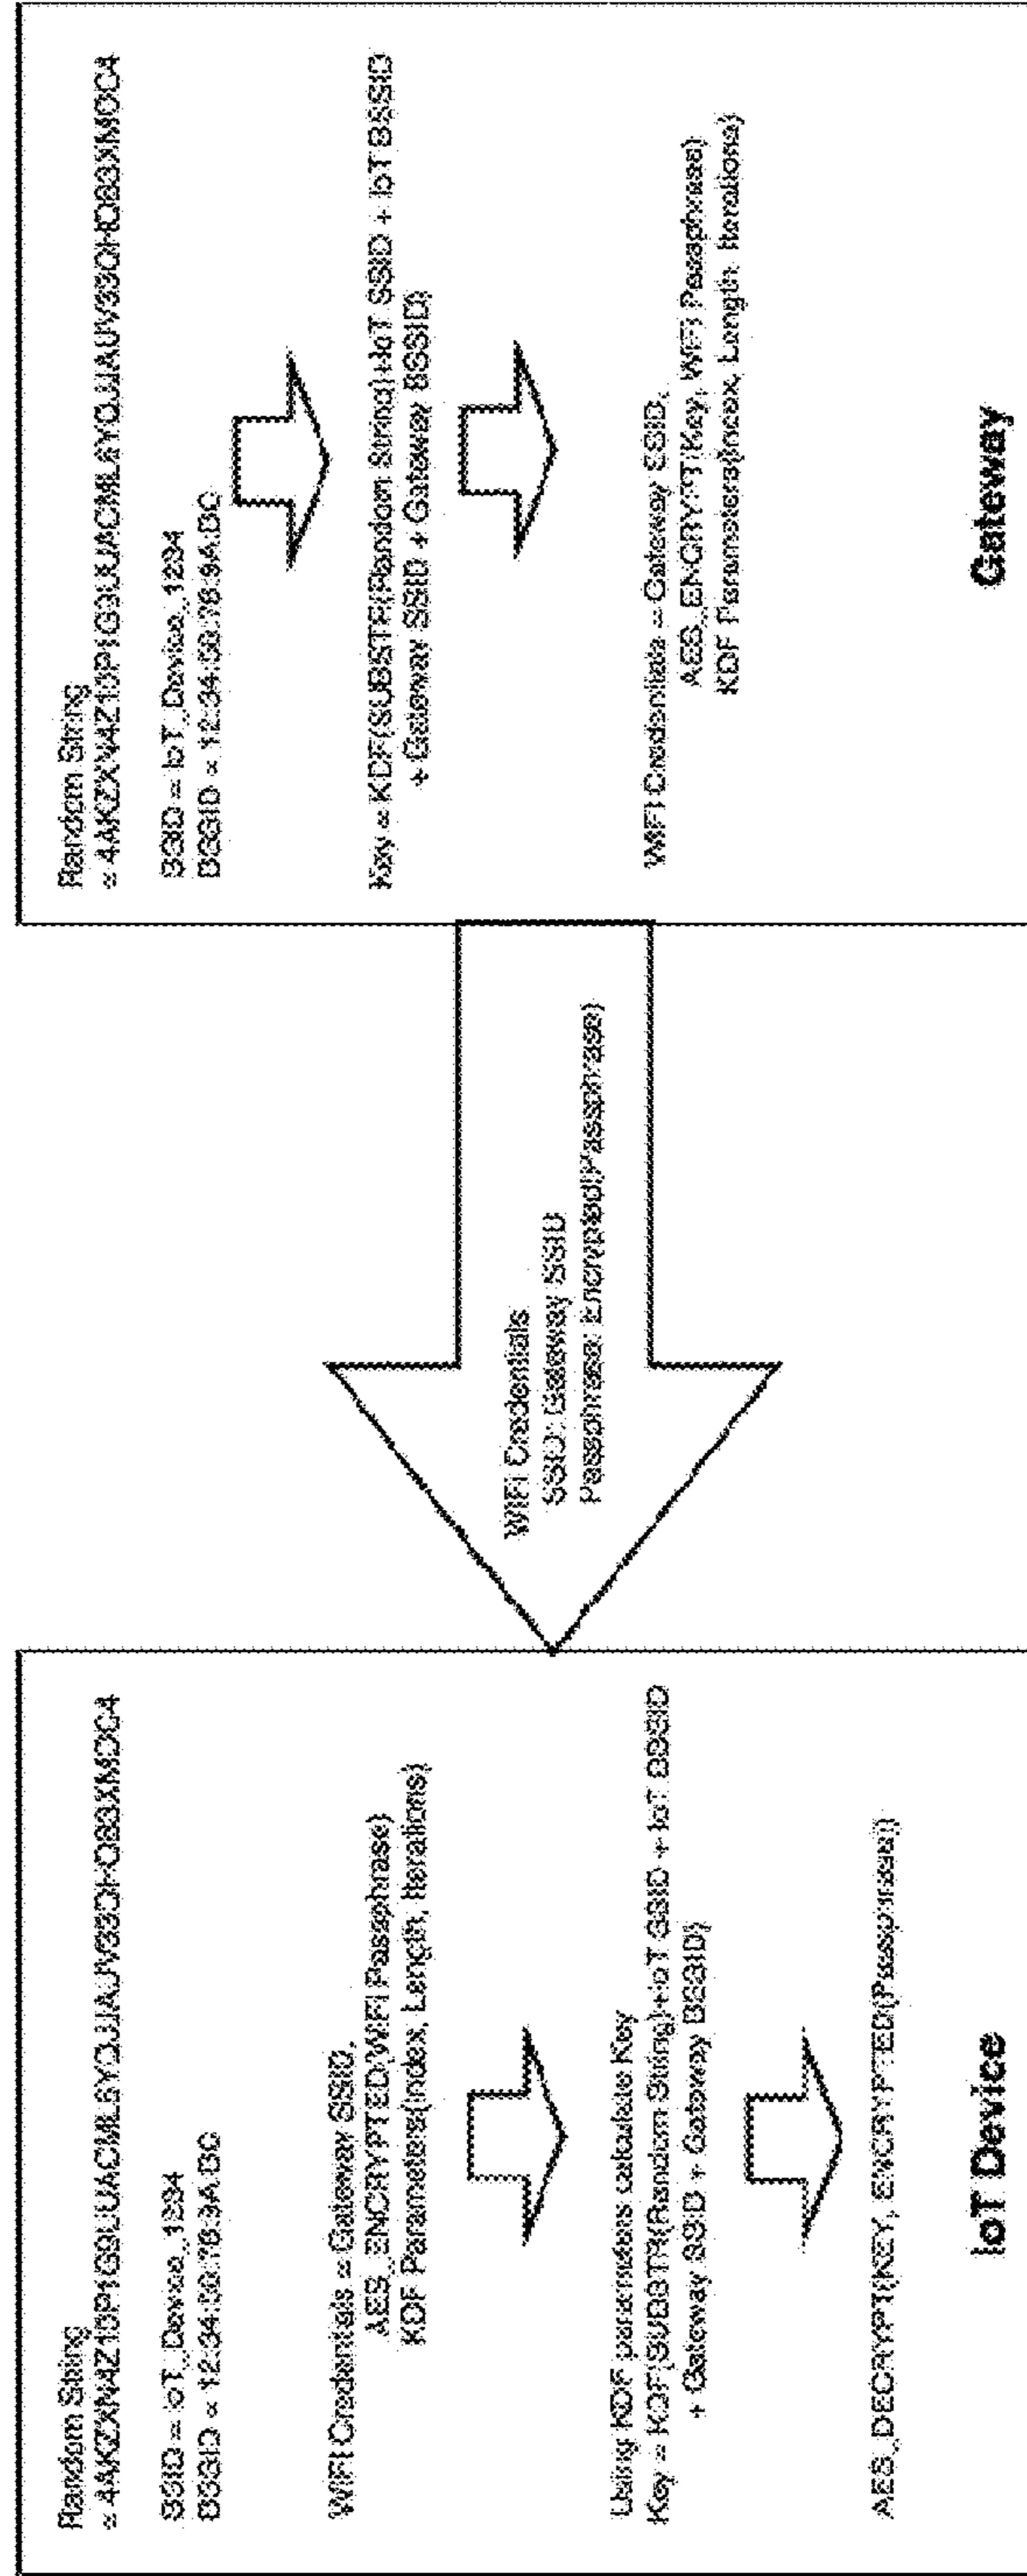 Random String
=
SSID = IoT_Device_1234
BSSID = 12:34:56:78:9A:BC
WIFI Credentials = Gateway SSID,
AES_ENCRYPTED(WIFI Passphrase)
KDF Parameters(Index, Length, Iterations)
Using KDF parameters calculate Key
Key = KDF(SUBSTR(Random String)+IoT SSID + IoT BSSID
+ Gateway SSID + Gateway BSSID)
AES_DECRYPT(KEY, ENCRYPTED(Passphrase))
IoT Device
WIFI Credentials
SSID: Gateway SSID
Passphrase: Encrypted(Passphrase)
Random String
=
SSID = IoT_Device_1234
BSSID = 12:34:56:78:9A:BC
Key = KDF(SUBSTR(Random String)+IoT SSID + IoT BSSID
+ Gateway SSID + Gateway BSSID)
WIFI Credentials = Gateway SSID,
AES_ENCRYPT(Key, WIFI Passphrase)
KDF Parameters(Index, Length, Iterations)
Gateway